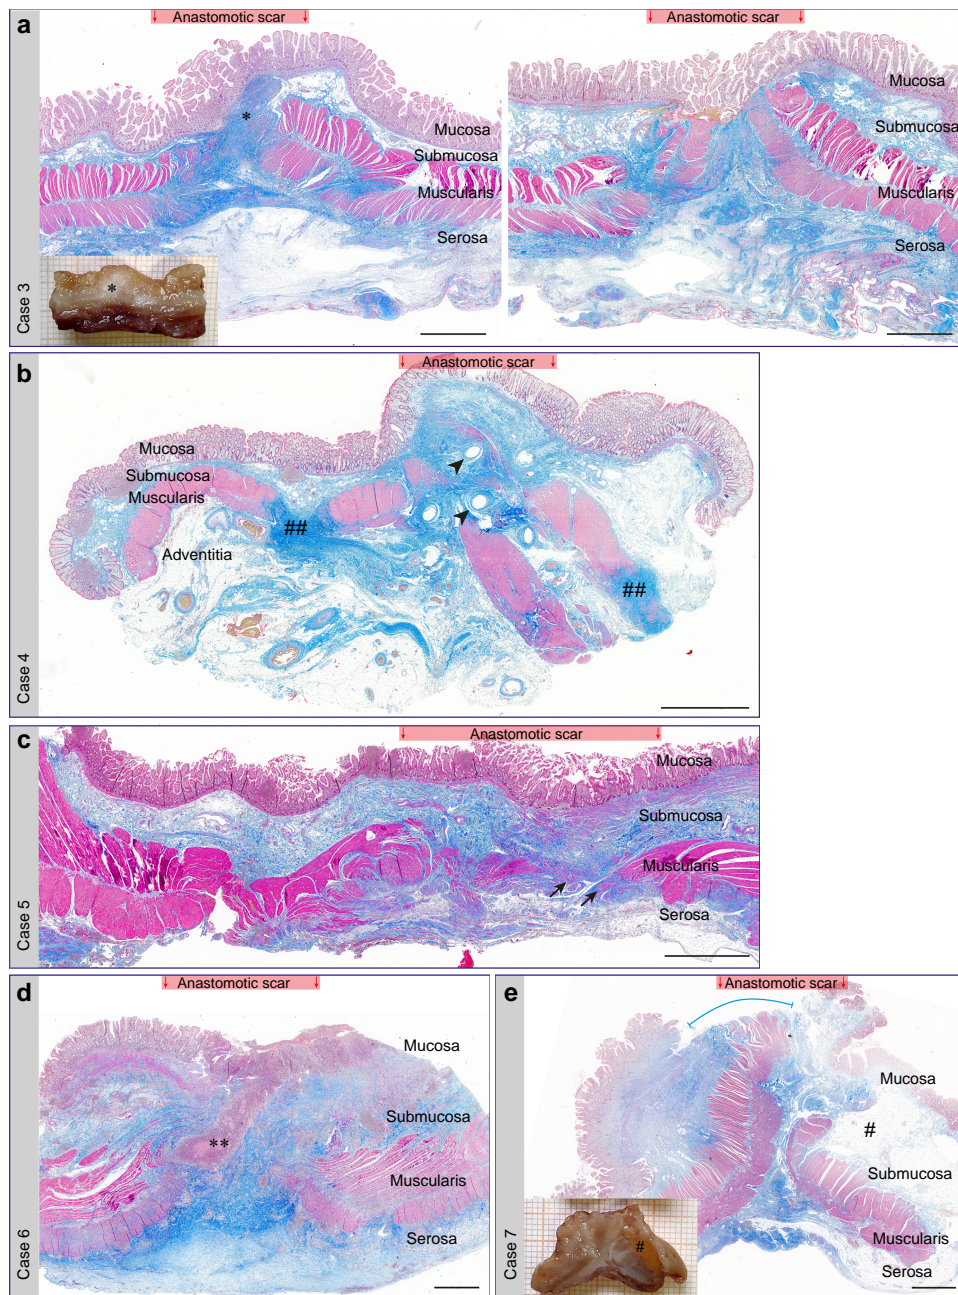 a
Anastomotic scar
Anastomotic scar
Mucosa
Submucosa
Muscularis
Serosa
*
*
Mucosa
Submucosa
Muscularis
Serosa
Case 3
b
Anastomotic scar
Mucosa
Submucosa
Muscularis
Adventitia
##
##
Case 4
c
Anastomotic scar
Mucosa
Submucosa
Muscularis
Serosa
Case 5
d
Anastomotic scar
Mucosa
Submucosa
**
Muscularis
Serosa
Case 6
e
Anastomotic scar
Mucosa
#
Submucosa
Muscularis
Serosa
#
Case 7